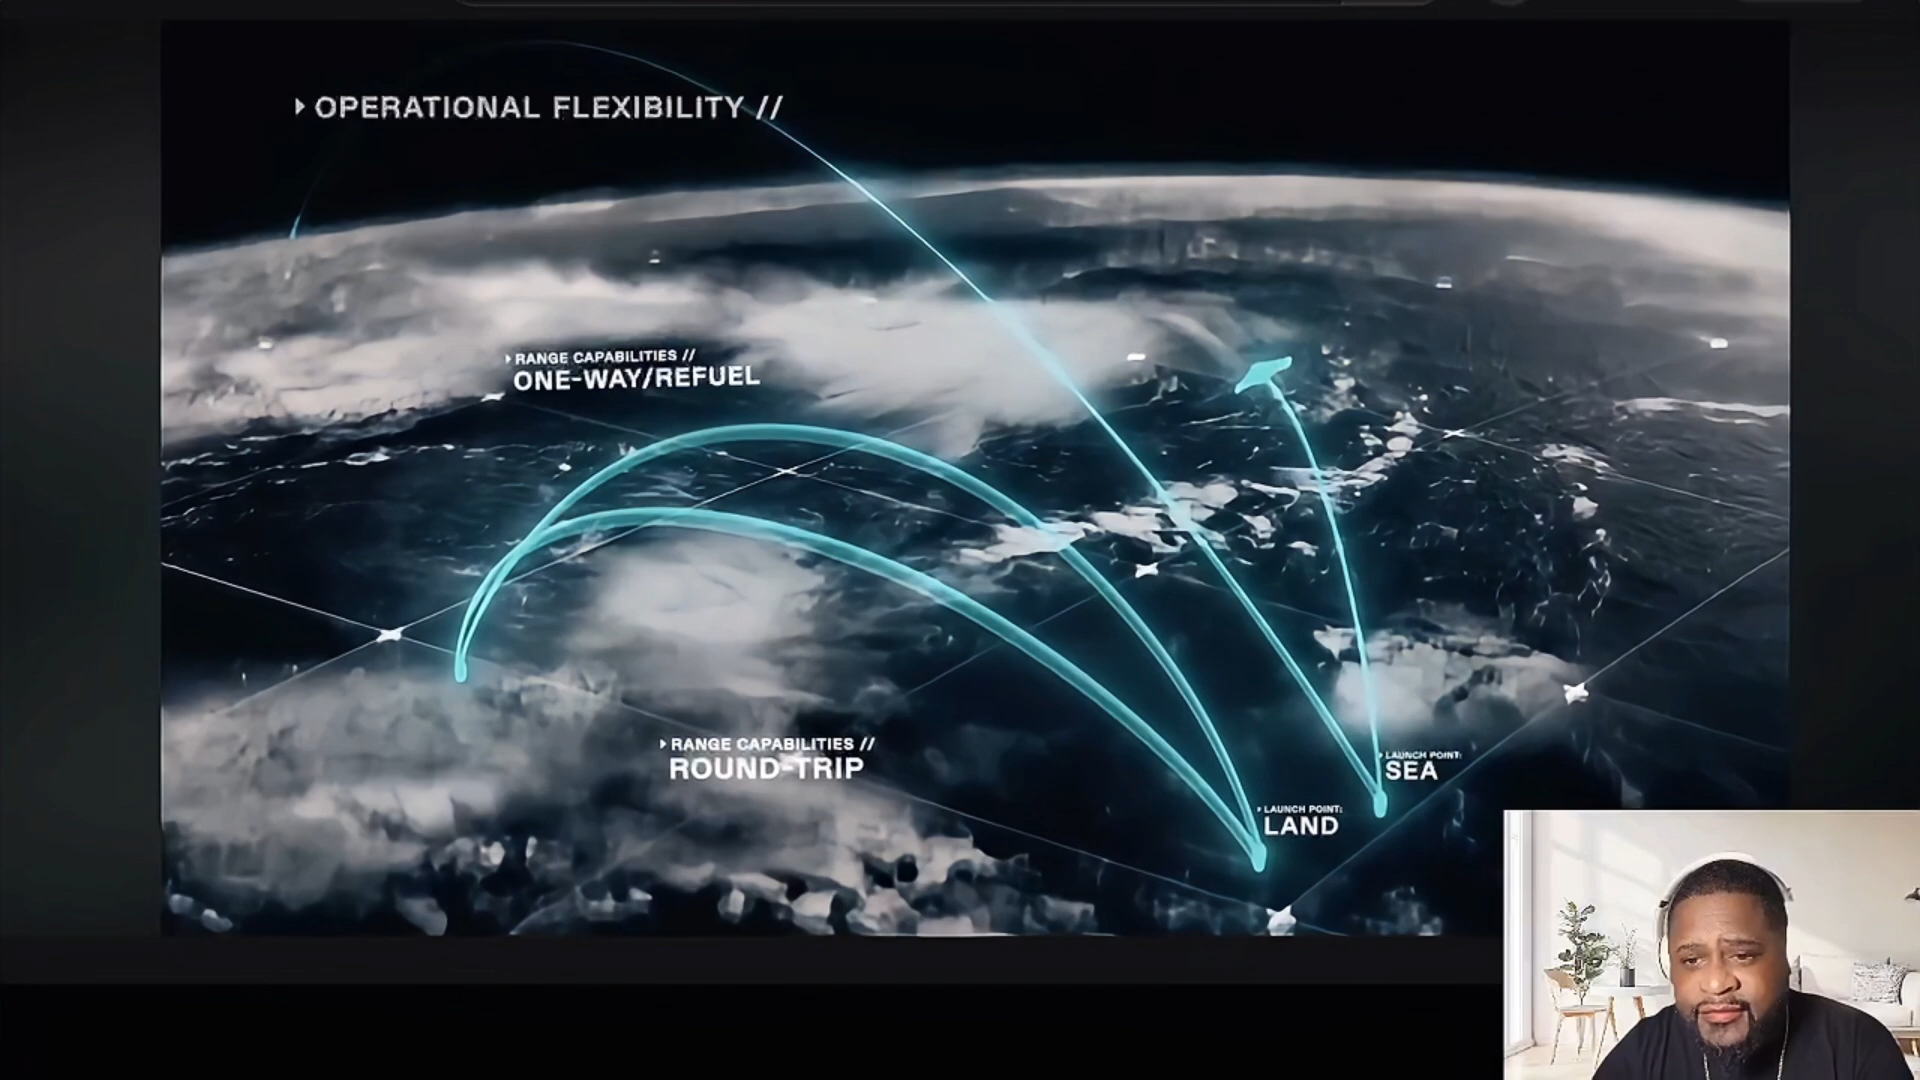 OPERATIONAL FLEXIBILITY //
RANGE CAPABILITIES //
ONE-WAY/REFUEL
RANGE CAPABILITIES //
ROUND-TRIP
LAUNCH POINT:
SEA
LAUNCH POINT:
LAND